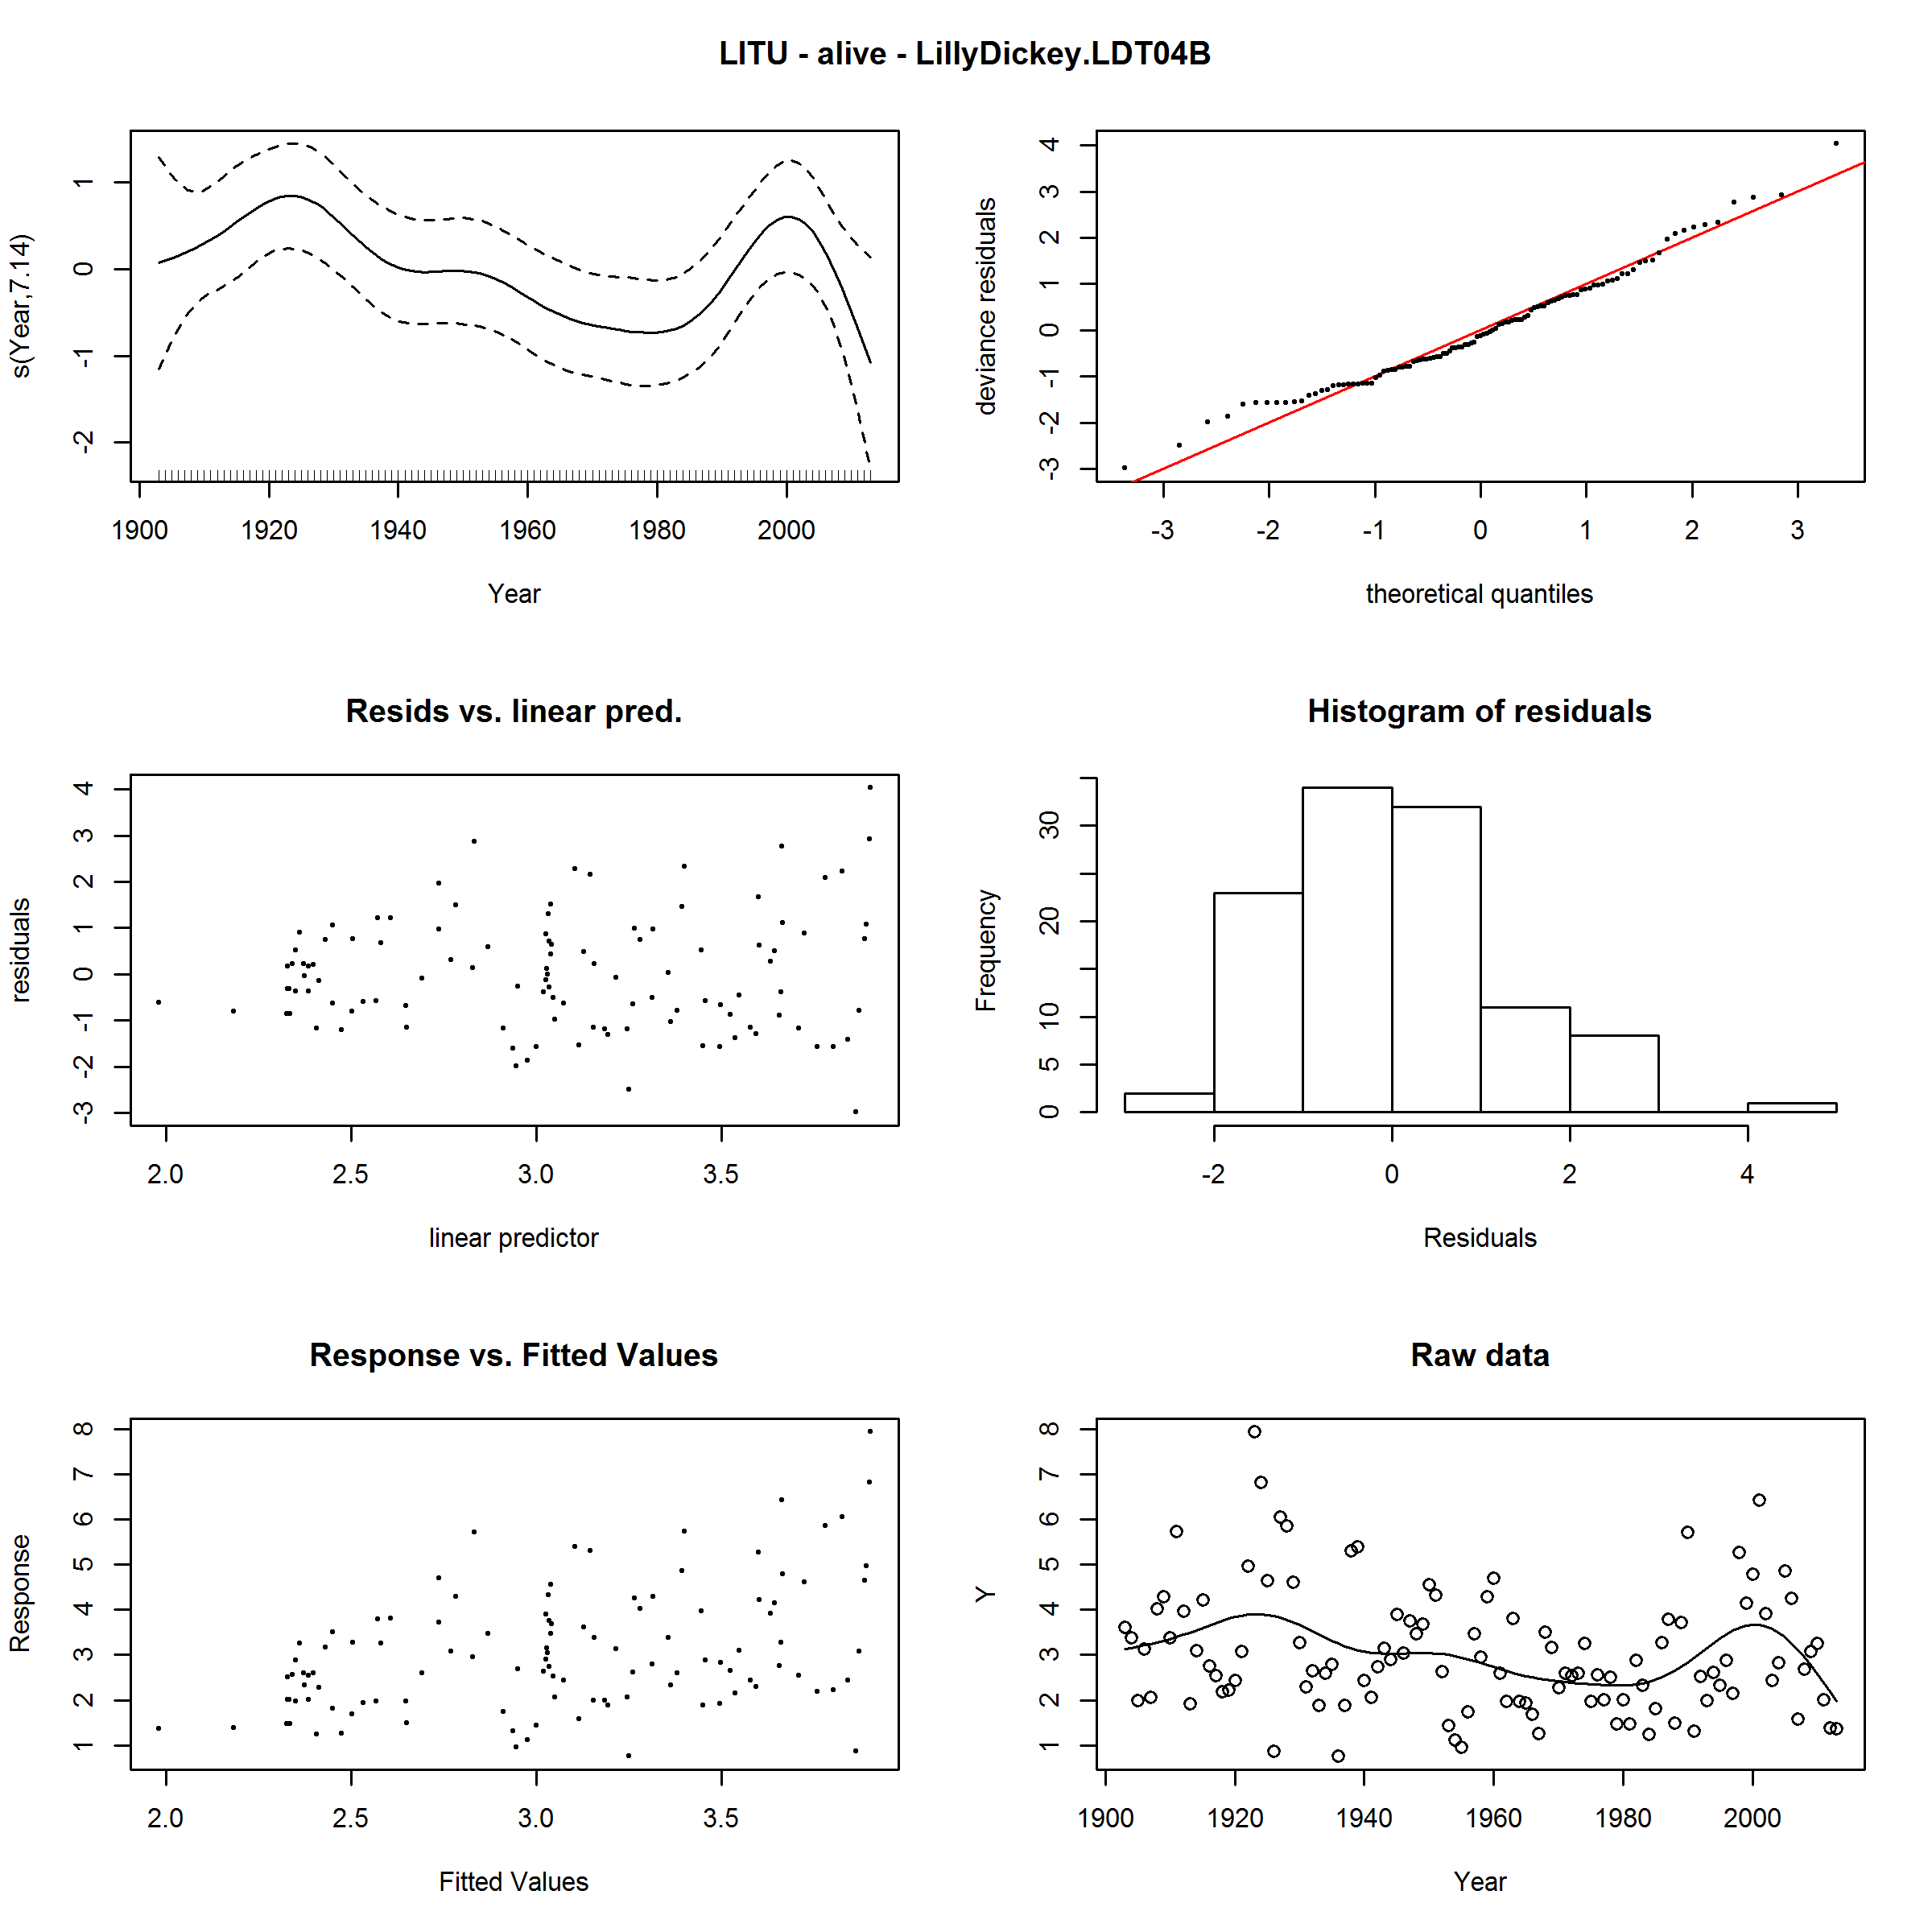 LITU - alive - LillyDickey.LDT04B
s(Year,7.14)
1
0
-1
-2
1900 1920 1940 1960 1980 2000
Year
deviance residuals
4
3
2
1
0
-1
-2
-3
-3 -2 -1 0 1 2 3
theoretical quantiles
Resids vs. linear pred.
residuals
4
3
2
1
0
-1
-2
-3
2.0 2.5 3.0 3.5
linear predictor
Histogram of residuals
Frequency
30
20
10
5
0
-2 0 2 4
Residuals
Response vs. Fitted Values
Response
8
7
6
5
4
3
2
1
2.0 2.5 3.0 3.5
Fitted Values
Raw data
Y
8
7
6
5
4
3
2
1
1900 1920 1940 1960 1980 2000
Year